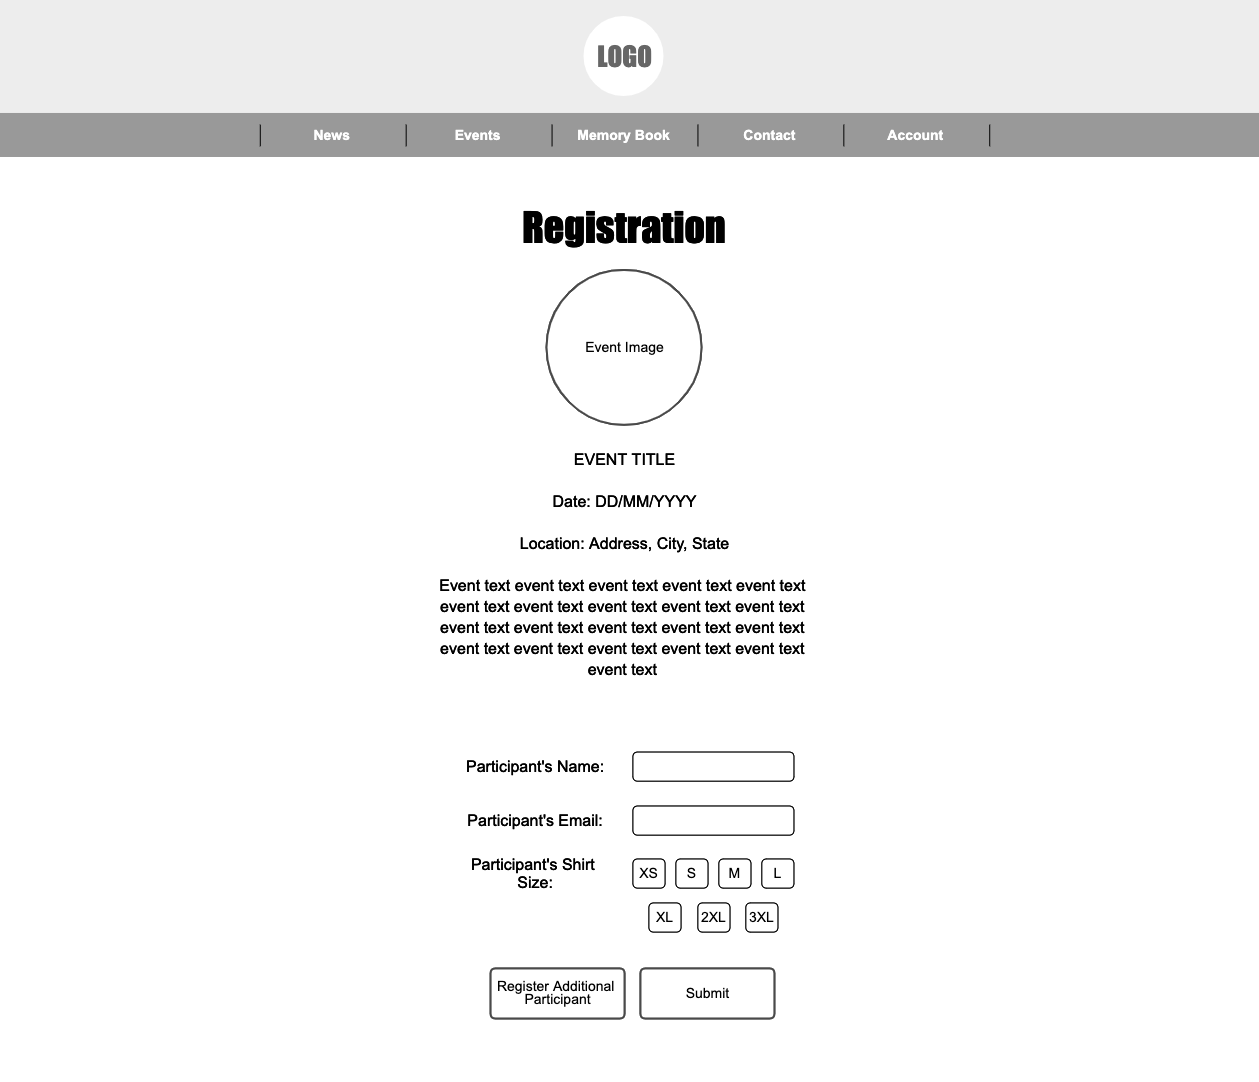 LOGO
News Events Memory Book Contact Account
Registration
Event Image
EVENT TITLE
Date: DD/MM/YYYY
Location: Address, City, State
Event text event text event text event text event text
event text event text event text event text event text
event text event text event text event text event text
event text event text event text event text event text
event text
Participant's Name:
Participant's Email:
Participant's Shirt
Size:
XS S M L
XL 2XL 3XL
Register Additional
Participant
Submit